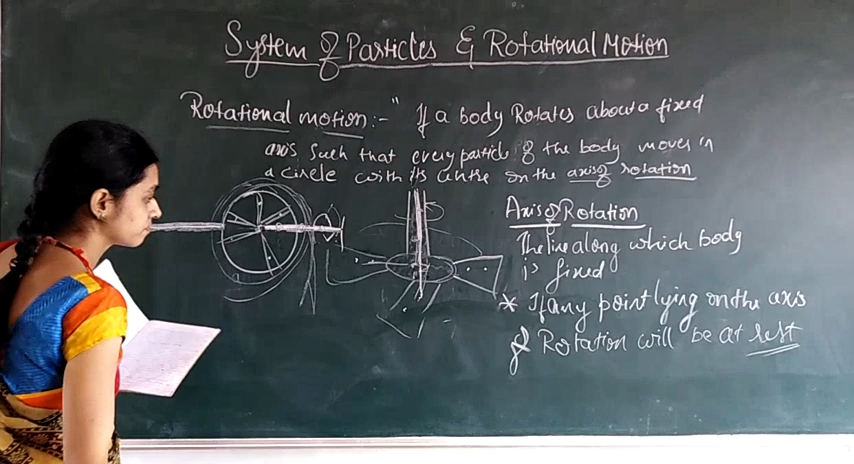 System of Particles & Rotational Motion
"Rotational motion:-" If a body Rotates about a fixed
axis such that every particle of the body moves in
a circle with its centre on the axis of rotation
Axis of Rotation
The line along which body
is fixed
* If any point lying on the axis
of Rotation will be at rest